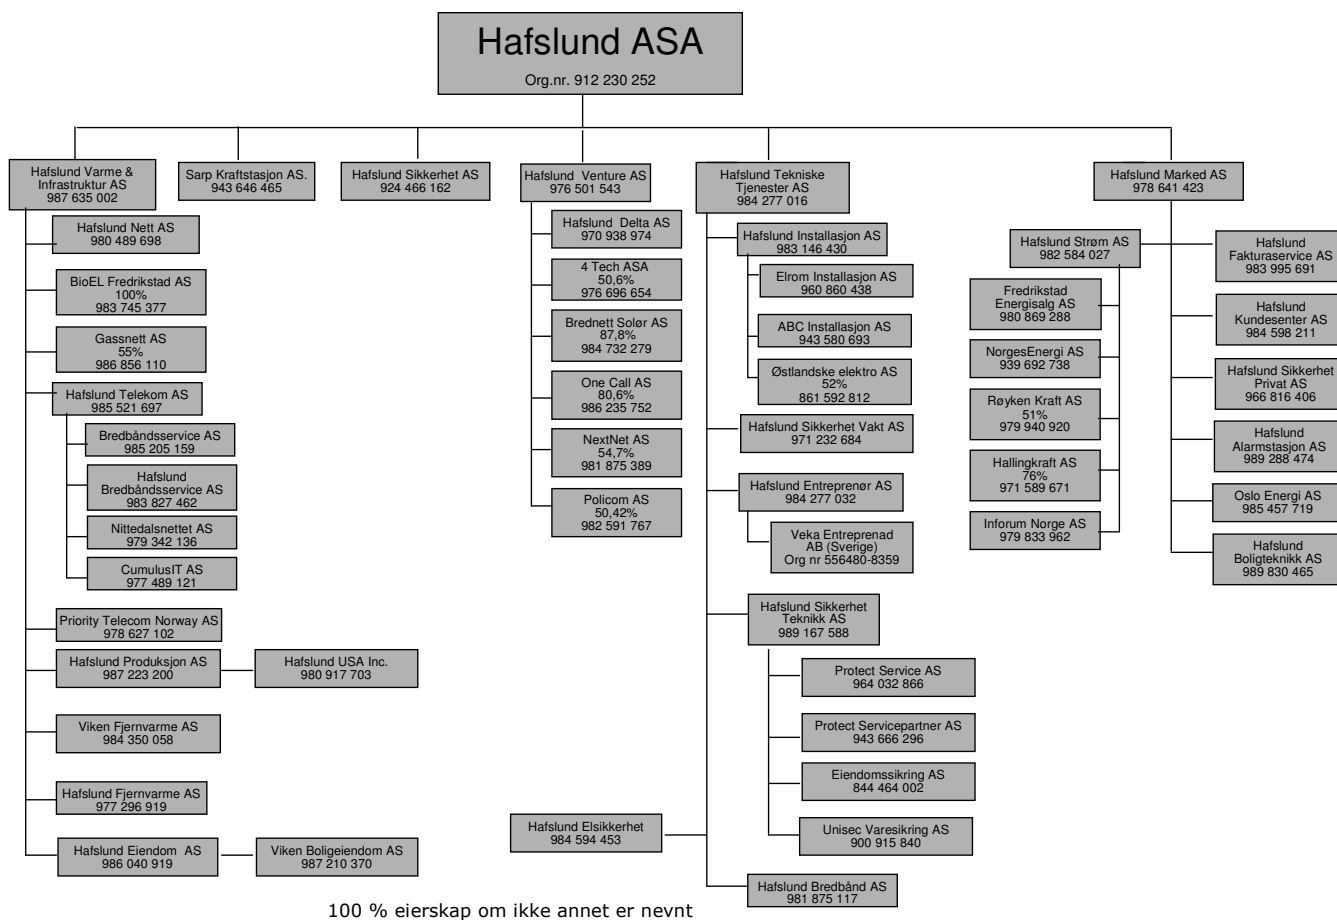 Hafslund ASA
Org.nr. 912 230 252
Hafslund Varme &
Infrastruktur AS
987 635 002
Sarp Kraftstasjon AS.
943 646 465
Hafslund Sikkerhet AS
924 466 162
Hafslund Venture AS
976 501 543
Hafslund Tekniske
Tjenester AS
984 277 016
Hafslund Marked AS
978 641 423
Hafslund Nett AS
980 489 698
BioEL Fredrikstad AS
100%
983 745 377
Gassnett AS
55%
986 856 110
Hafslund Telekom AS
985 521 697
Bredbåndsservice AS
985 205 159
Hafslund
Bredbåndsservice AS
983 827 462
Nittedalsnettet AS
979 342 136
CumulusIT AS
977 489 121
Priority Telecom Norway AS
978 627 102
Hafslund Produksjon AS
987 223 200
Hafslund USA Inc.
980 917 703
Viken Fjernvarme AS
984 350 058
Hafslund Fjernvarme AS
977 296 919
Hafslund Eiendom AS
986 040 919
Viken Boligeiendom AS
987 210 370
Hafslund Delta AS
970 938 974
4 Tech ASA
50,6%
976 696 654
Brednett Solør AS
87,8%
984 732 279
One Call AS
80,6%
986 235 752
NextNet AS
54,7%
981 875 389
Policom AS
50,42%
982 591 767
Hafslund Installasjon AS
983 146 430
Elrom Installasjon AS
960 860 438
ABC Installasjon AS
943 580 693
Østlandske elektro AS
52%
861 592 812
Hafslund Sikkerhet Vakt AS
971 232 684
Hafslund Entreprenør AS
984 277 032
Veka Entreprenad
AB (Sverige)
Org nr 556480-8359
Hafslund Sikkerhet
Teknikk AS
989 167 588
Protect Service AS
964 032 866
Protect Servicepartner AS
943 666 296
Eiendomssikring AS
844 464 002
Unisec Varesikring AS
900 915 840
Hafslund Elsikkerhet
984 594 453
Hafslund Bredbånd AS
981 875 117
Hafslund Strøm AS
982 584 027
Fredrikstad
Energisalg AS
980 869 288
NorgesEnergi AS
939 692 738
Røyken Kraft AS
51%
979 940 920
Hallingkraft AS
76%
971 589 671
Inforum Norge AS
979 833 962
Hafslund
Fakturaservice AS
983 995 691
Hafslund
Kundesenter AS
984 598 211
Hafslund Sikkerhet
Privat AS
966 816 406
Hafslund
Alarmstasjon AS
989 288 474
Oslo Energi AS
985 457 719
Hafslund
Boligteknikk AS
989 830 465
100 % eierskap om ikke annet er nevnt